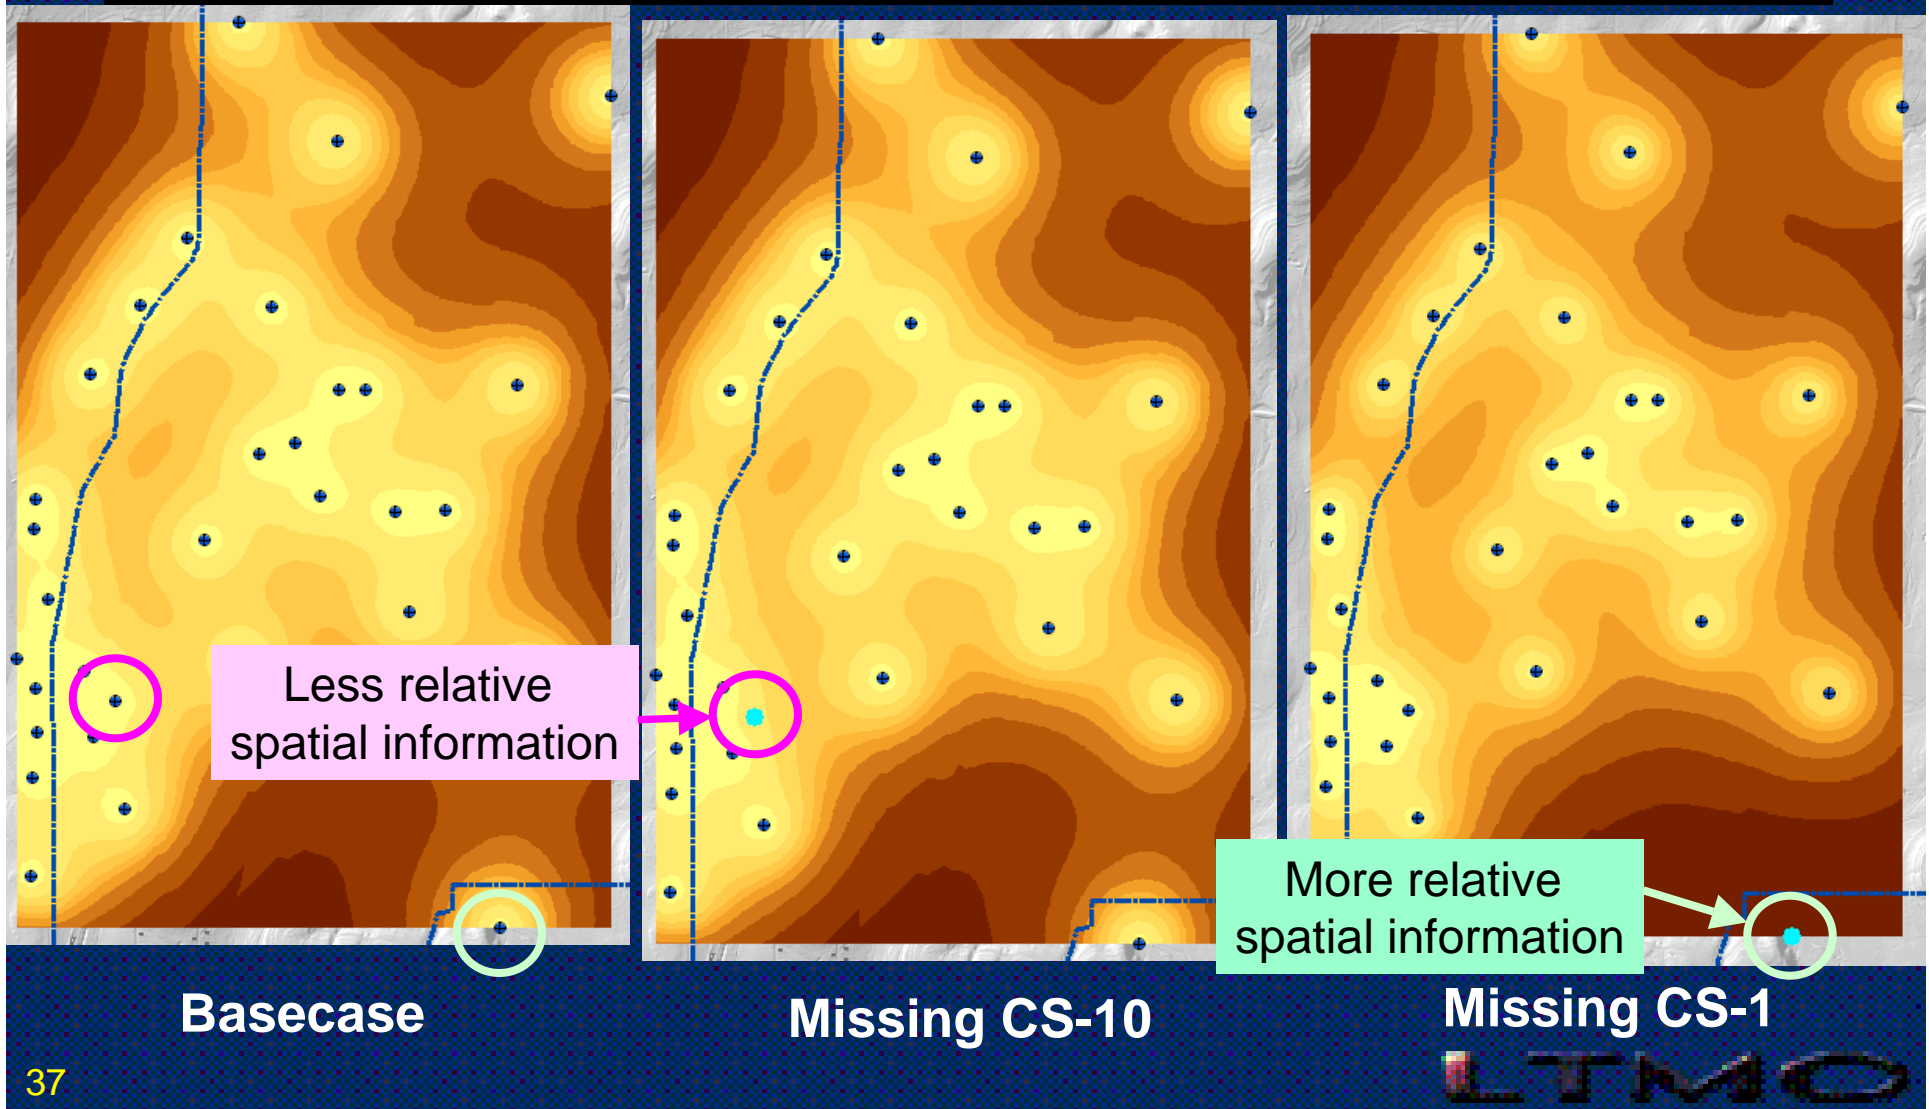 Less relative
spatial information
More relative
spatial information
Basecase
Missing CS-10
Missing CS-1
37
LTMO